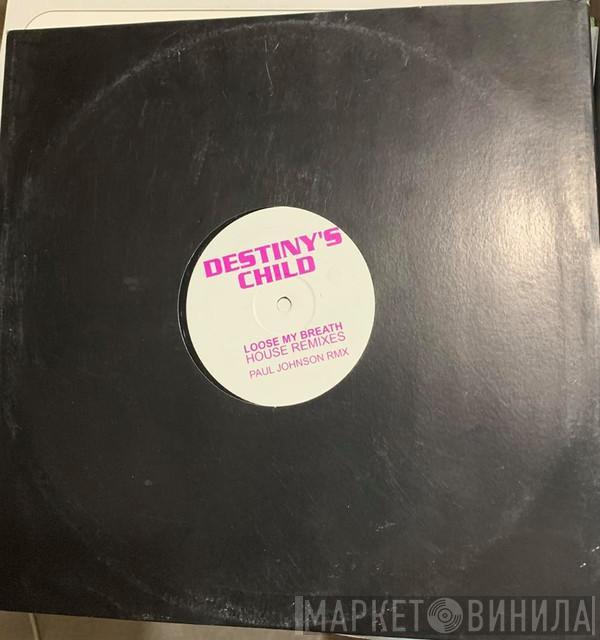 DESTINY'S
CHILD
LOOSE MY BREATH
HOUSE REMIXES
PAUL JOHNSON RMX
МАРКЕТ ВИНИЛА